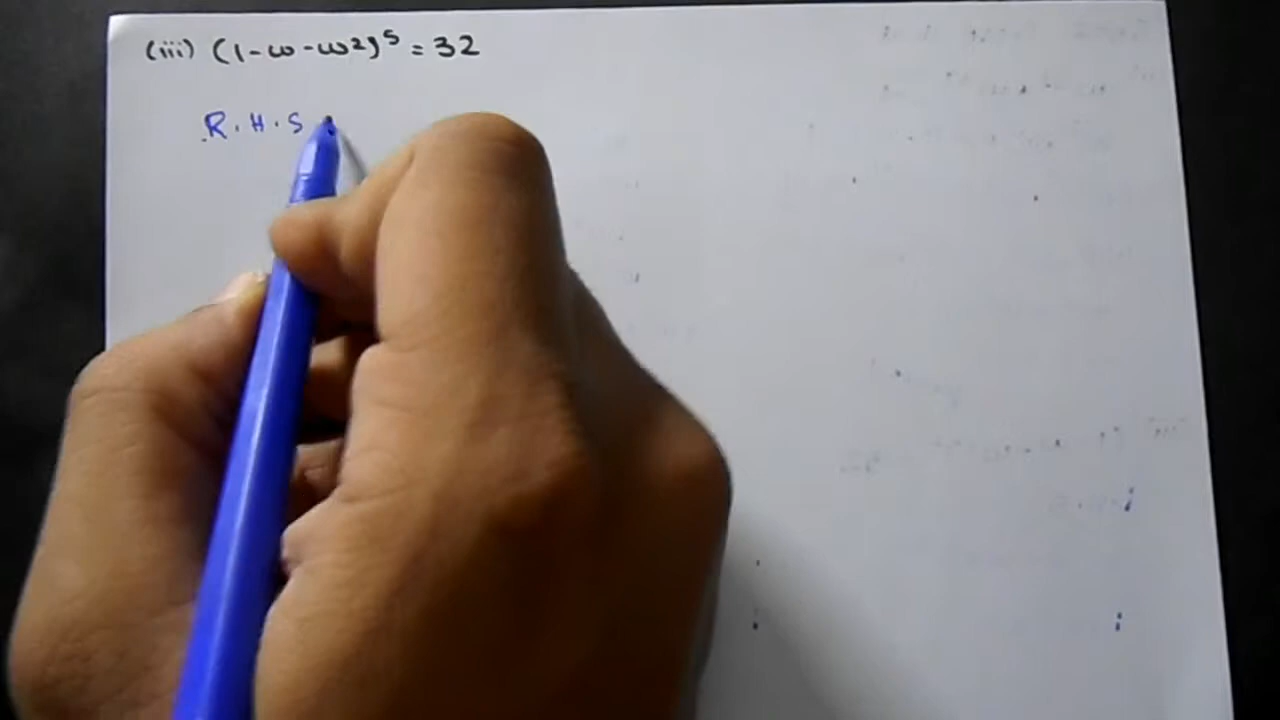 (iii) (1-ω-ω²)⁵ = 32
R.H.S